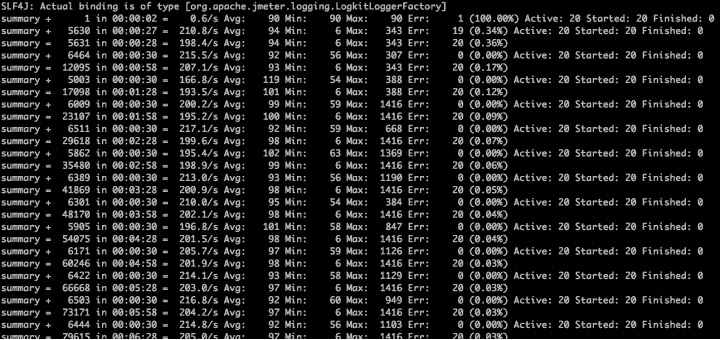 SLF4J: Actual binding is of type [org.apache.jmeter.logging.LogkitLoggerFactory]
summary + 1 in 00:00:02 = 0.6/s Avg: 90 Min: 90 Max: 90 Err: 1 (100.00%) Active: 20 Started: 20 Finished: 0
summary + 5630 in 00:00:27 = 210.8/s Avg: 94 Min: 6 Max: 343 Err: 19 (0.34%) Active: 20 Started: 20 Finished: 0
summary = 5631 in 00:00:28 = 198.4/s Avg: 94 Min: 6 Max: 343 Err: 20 (0.36%)
summary + 6464 in 00:00:30 = 215.5/s Avg: 92 Min: 56 Max: 307 Err: 0 (0.00%) Active: 20 Started: 20 Finished: 0
summary = 12095 in 00:00:58 = 207.1/s Avg: 93 Min: 6 Max: 343 Err: 20 (0.17%)
summary + 5003 in 00:00:30 = 166.8/s Avg: 119 Min: 54 Max: 388 Err: 0 (0.00%) Active: 20 Started: 20 Finished: 0
summary = 17098 in 00:01:28 = 193.5/s Avg: 101 Min: 6 Max: 388 Err: 20 (0.12%)
summary + 6009 in 00:00:30 = 200.2/s Avg: 99 Min: 59 Max: 1416 Err: 0 (0.00%) Active: 20 Started: 20 Finished: 0
summary = 23107 in 00:01:58 = 195.2/s Avg: 100 Min: 6 Max: 1416 Err: 20 (0.09%)
summary + 6511 in 00:00:30 = 217.1/s Avg: 92 Min: 59 Max: 668 Err: 0 (0.00%) Active: 20 Started: 20 Finished: 0
summary = 29618 in 00:02:28 = 199.6/s Avg: 98 Min: 6 Max: 1416 Err: 20 (0.07%)
summary + 5862 in 00:00:30 = 195.4/s Avg: 102 Min: 63 Max: 1369 Err: 0 (0.00%) Active: 20 Started: 20 Finished: 0
summary = 35480 in 00:02:58 = 198.9/s Avg: 99 Min: 6 Max: 1416 Err: 20 (0.06%)
summary + 6389 in 00:00:30 = 213.0/s Avg: 93 Min: 56 Max: 1190 Err: 0 (0.00%) Active: 20 Started: 20 Finished: 0
summary = 41869 in 00:03:28 = 200.9/s Avg: 98 Min: 6 Max: 1416 Err: 20 (0.05%)
summary + 6301 in 00:00:30 = 210.0/s Avg: 95 Min: 54 Max: 384 Err: 0 (0.00%) Active: 20 Started: 20 Finished: 0
summary = 48170 in 00:03:58 = 202.1/s Avg: 98 Min: 6 Max: 1416 Err: 20 (0.04%)
summary + 5905 in 00:00:30 = 196.8/s Avg: 101 Min: 58 Max: 847 Err: 0 (0.00%) Active: 20 Started: 20 Finished: 0
summary = 54075 in 00:04:28 = 201.5/s Avg: 98 Min: 6 Max: 1416 Err: 20 (0.04%)
summary + 6171 in 00:00:30 = 205.7/s Avg: 97 Min: 59 Max: 1126 Err: 0 (0.00%) Active: 20 Started: 20 Finished: 0
summary = 60246 in 00:04:58 = 201.9/s Avg: 98 Min: 6 Max: 1416 Err: 20 (0.03%)
summary + 6422 in 00:00:30 = 214.1/s Avg: 93 Min: 58 Max: 1129 Err: 0 (0.00%) Active: 20 Started: 20 Finished: 0
summary = 66668 in 00:05:28 = 203.0/s Avg: 97 Min: 6 Max: 1416 Err: 20 (0.03%)
summary + 6503 in 00:00:30 = 216.8/s Avg: 92 Min: 60 Max: 949 Err: 0 (0.00%) Active: 20 Started: 20 Finished: 0
summary = 73171 in 00:05:58 = 204.2/s Avg: 97 Min: 6 Max: 1416 Err: 20 (0.03%)
summary + 6444 in 00:00:30 = 214.8/s Avg: 92 Min: 56 Max: 1103 Err: 0 (0.00%) Active: 20 Started: 20 Finished: 0
summary = 79615 in 00:06:28 = 205.0/s Avg: 97 Min: 6 Max: 1416 Err: 20 (0.03%)